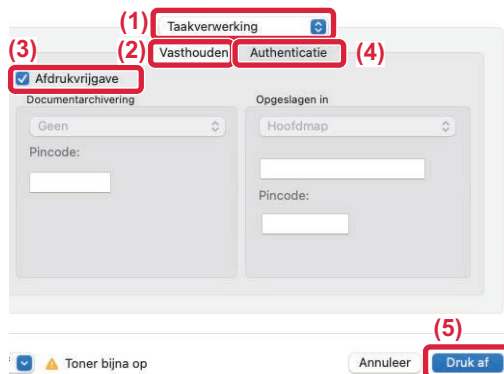 (1) Taakverwerking
(2) Vasthouden Authenticatie (4)
(3)
Afdrukvrijgave
Documentarchivering Opgeslagen in
Geen Hoofdmap
Pincode:
Pincode:
(5)
Toner bijna op Annuleer Druk af